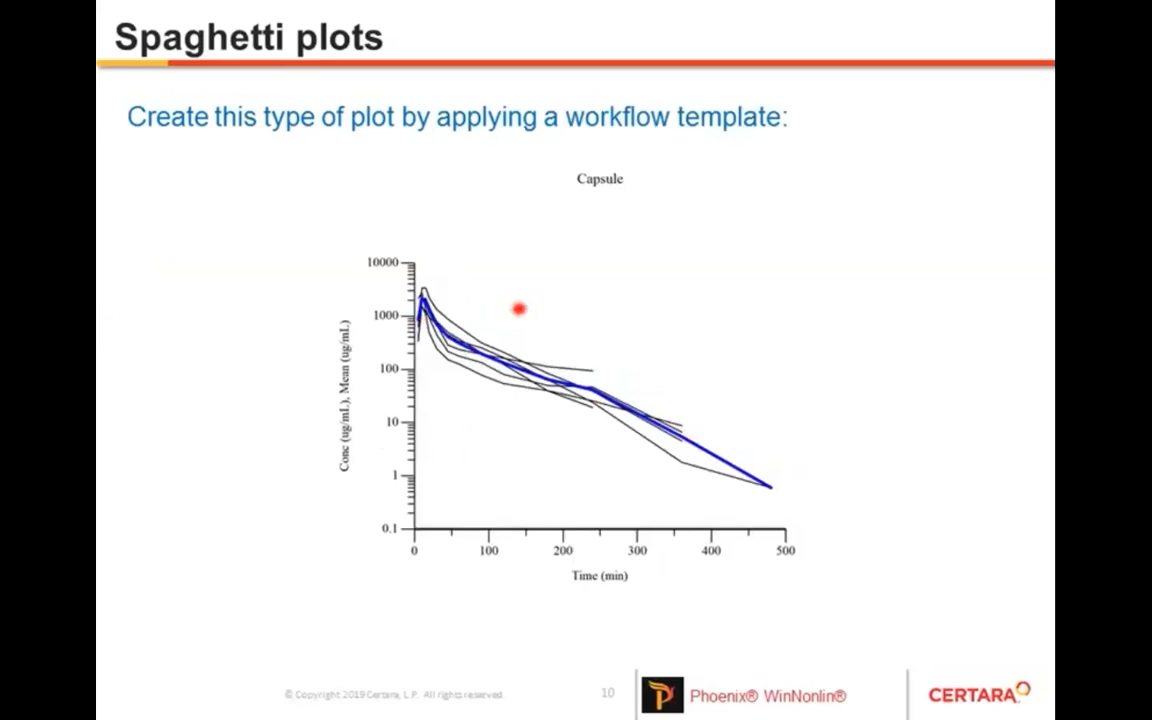 Spaghetti plots
Create this type of plot by applying a workflow template:
Capsule
10000
1000
100
10
1
0.1
Conc (ug/mL), Mean (ug/mL)
0 100 200 300 400 500
Time (min)
© Copyright 2019 Certara, L.P. All rights reserved.
10
Phoenix® WinNonlin®
CERTARA